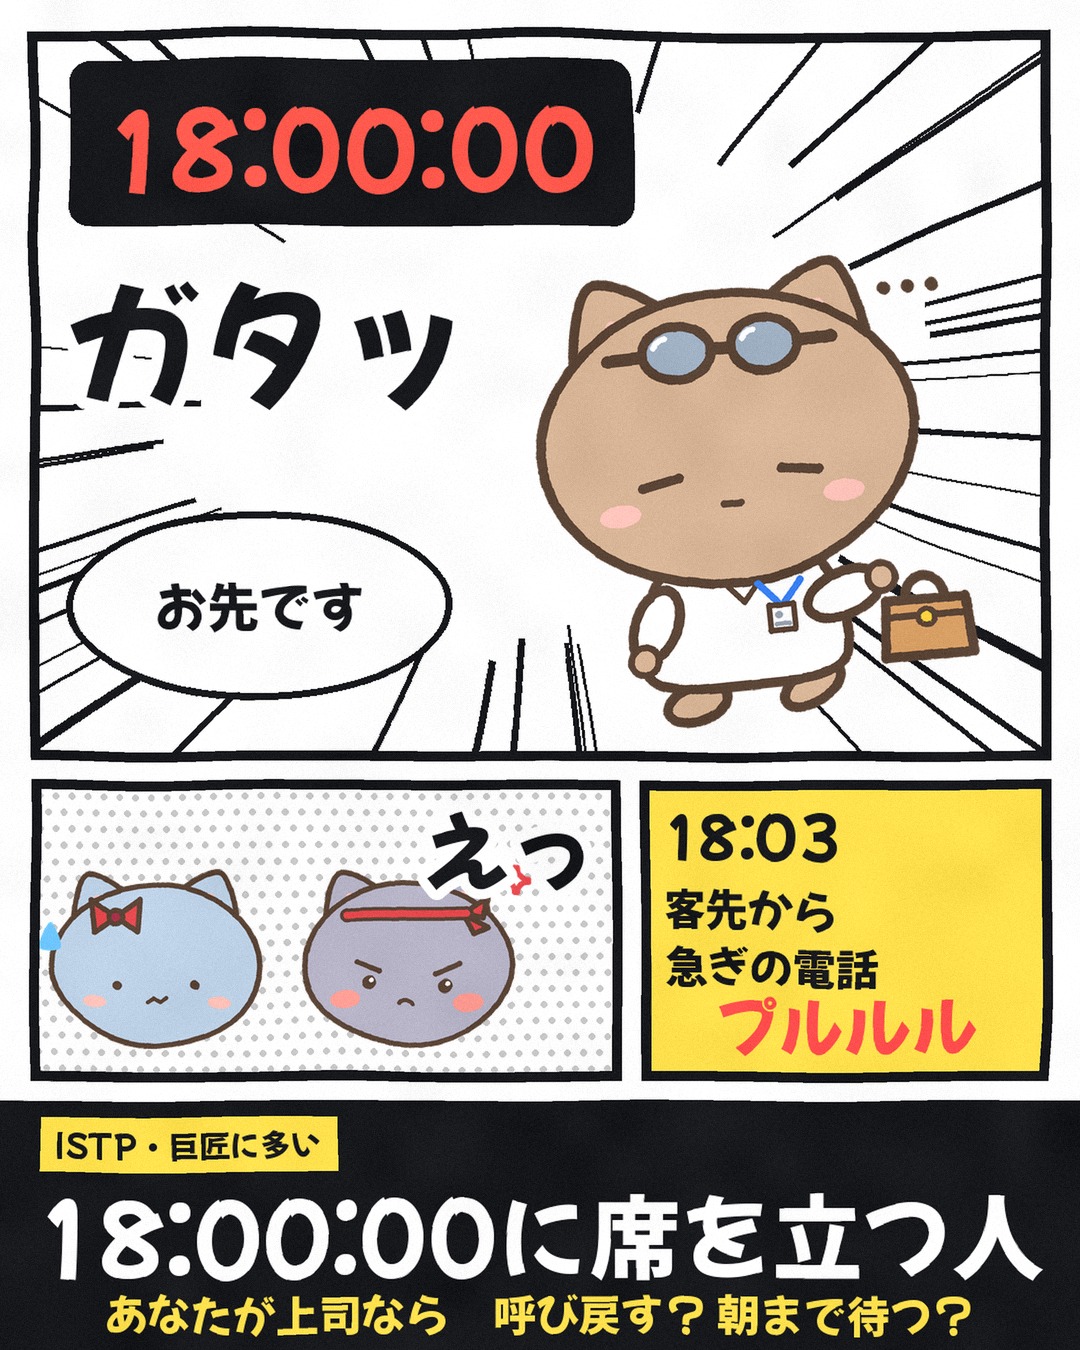 18:00:00
ガタッ
お先です
えっ
18:03
客先から
急ぎの電話
プルルル
ISTP・巨匠に多い
18:00:00に席を立つ人
あなたが上司なら　呼び戻す？朝まで待つ？